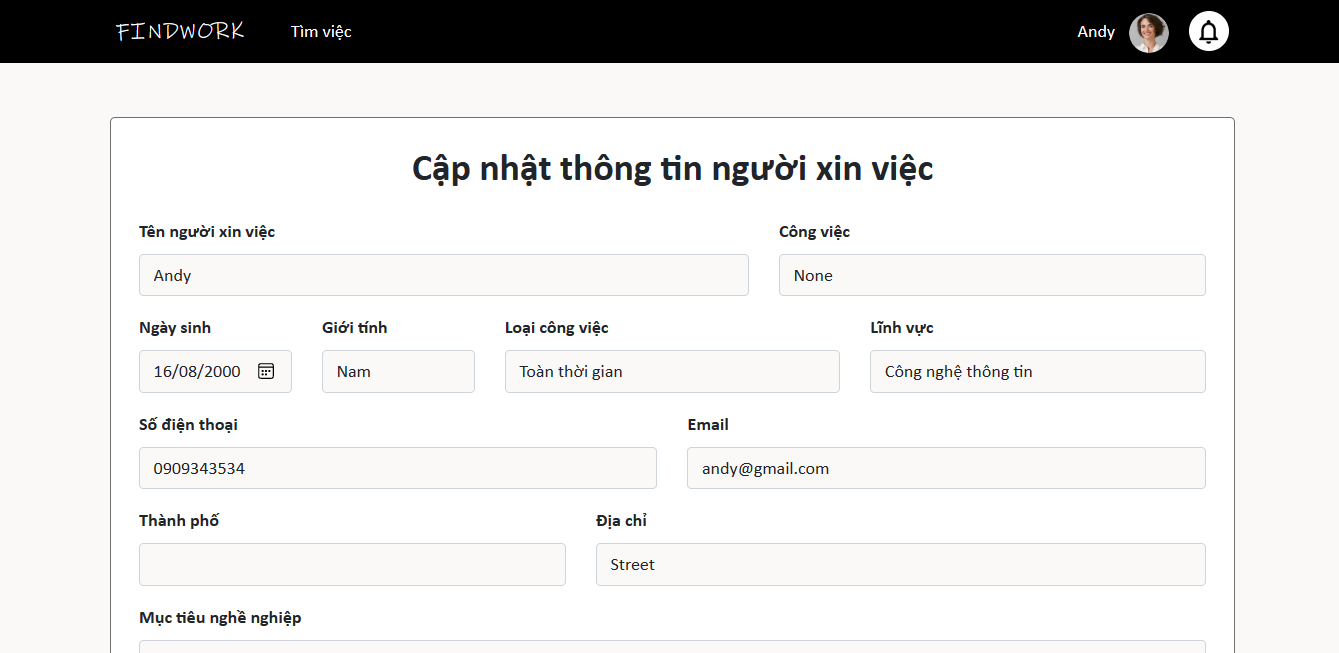 FINDWORK Tìm việc Andy
Cập nhật thông tin người xin việc
Tên người xin việc Công việc
Andy None
Ngày sinh Giới tính Loại công việc Lĩnh vực
16/08/2000 Nam Toàn thời gian Công nghệ thông tin
Số điện thoại Email
0909343534 andy@gmail.com
Thành phố Địa chỉ
Street
Mục tiêu nghề nghiệp